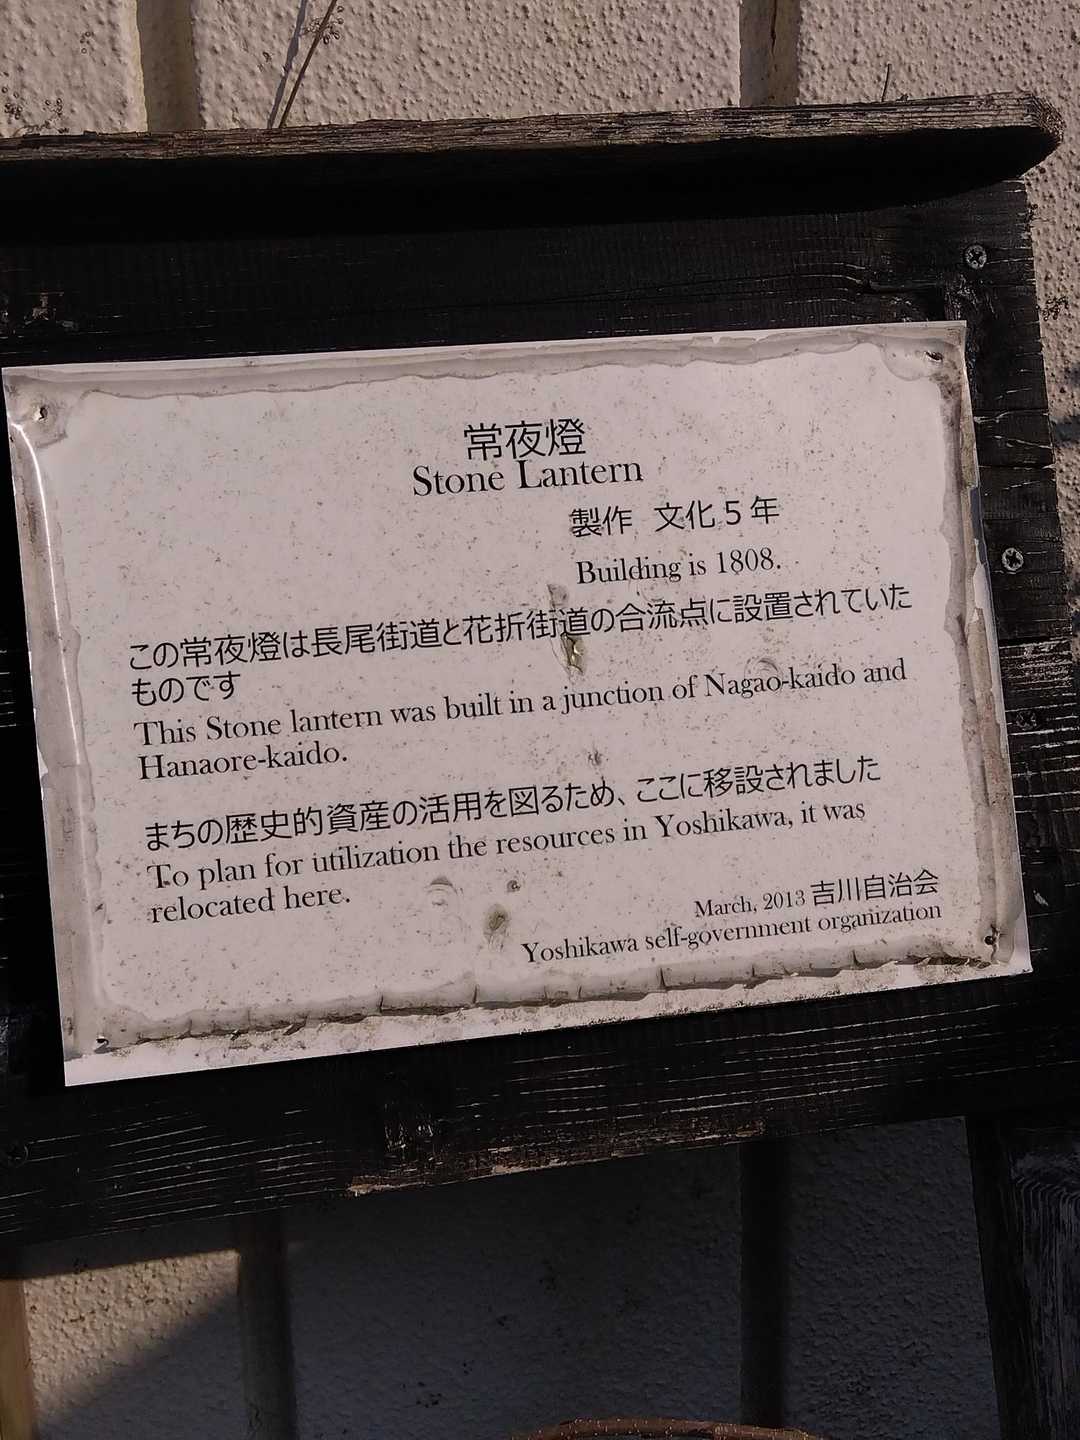 常夜燈
Stone Lantern
製作 文化5年
Building is 1808.
この常夜燈は長尾街道と花折街道の合流点に設置されていた
ものです
This Stone lantern was built in a junction of Nagao-kaido and
Hanaore-kaido.
まちの歴史的資産の活用を図るため、ここに移設されました
To plan for utilization the resources in Yoshikawa, it was
relocated here.
March, 2013 吉川自治会
Yoshikawa self-government organization